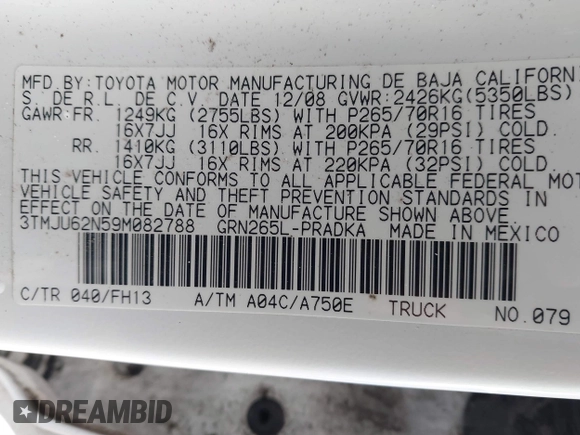 MFD.BY:TOYOTA MOTOR MANUFACTURING DE BAJA CALIFORN
S. DE R.L. DE C.V. DATE 12/08 GVWR:2426KG(5350LBS)
GAWR:FR. 1249KG (2755LBS) WITH P265/70R16 TIRES
16X7JJ 16X RIMS AT 200KPA (29PSI) COLD.
RR. 1410KG (3110LBS) WITH P265/70R16 TIRES
16X7JJ 16X RIMS AT 220KPA (32PSI) COLD.
THIS VEHICLE CONFORMS TO ALL APPLICABLE FEDERAL MOT
VEHICLE SAFETY AND THEFT PREVENTION STANDARDS IN
EFFECT ON THE DATE OF MANUFACTURE SHOWN ABOVE.
3TMJU62N59M082788 GRN265L-PRADKA MADE IN MEXICO
C/TR 040/FH13 A/TM A04C/A750E TRUCK NO.079
DREAMBID